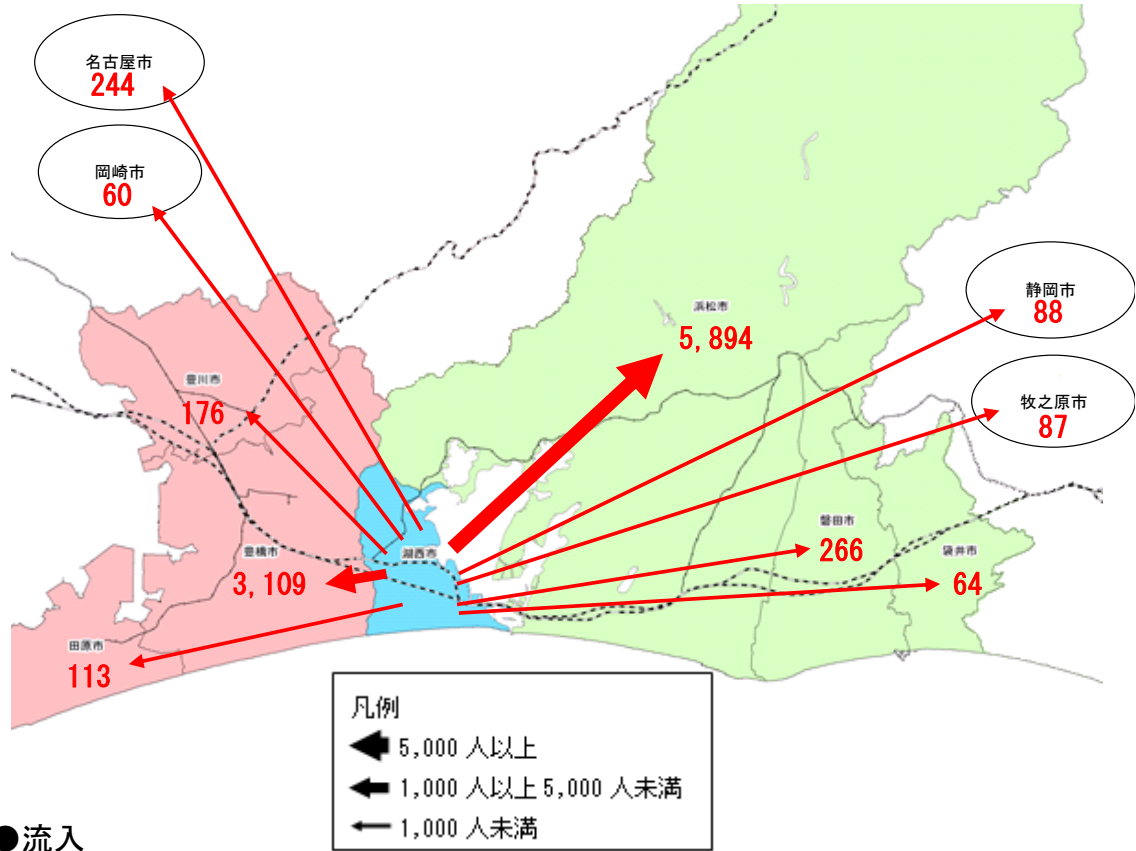 名古屋市
244
岡崎市
60
静岡市
88
浜松市
5,894
牧之原市
87
豊川市
176
磐田市
266
袋井市
64
湖西市
豊橋市
3,109
田原市
113
凡例
5,000 人以上
1,000 人以上 5,000 人未満
1,000 人未満
●流入